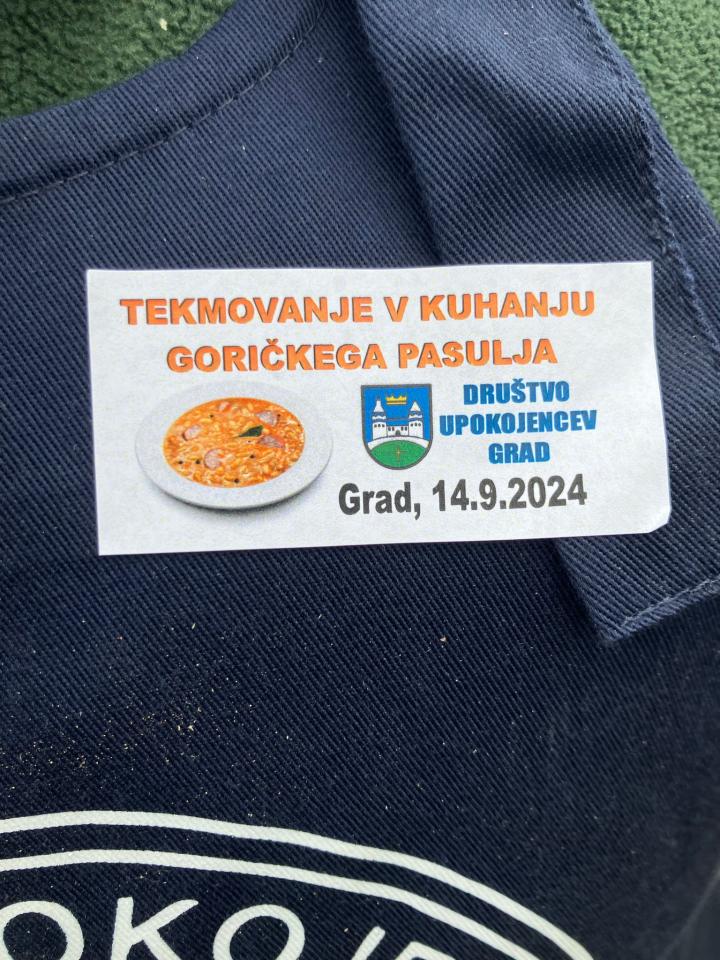 TEKMOVANJE V KUHANJU
GORIČKEGA PASULJA
DRUŠTVO
UPOKOJENCEV
GRAD
Grad, 14.9.2024